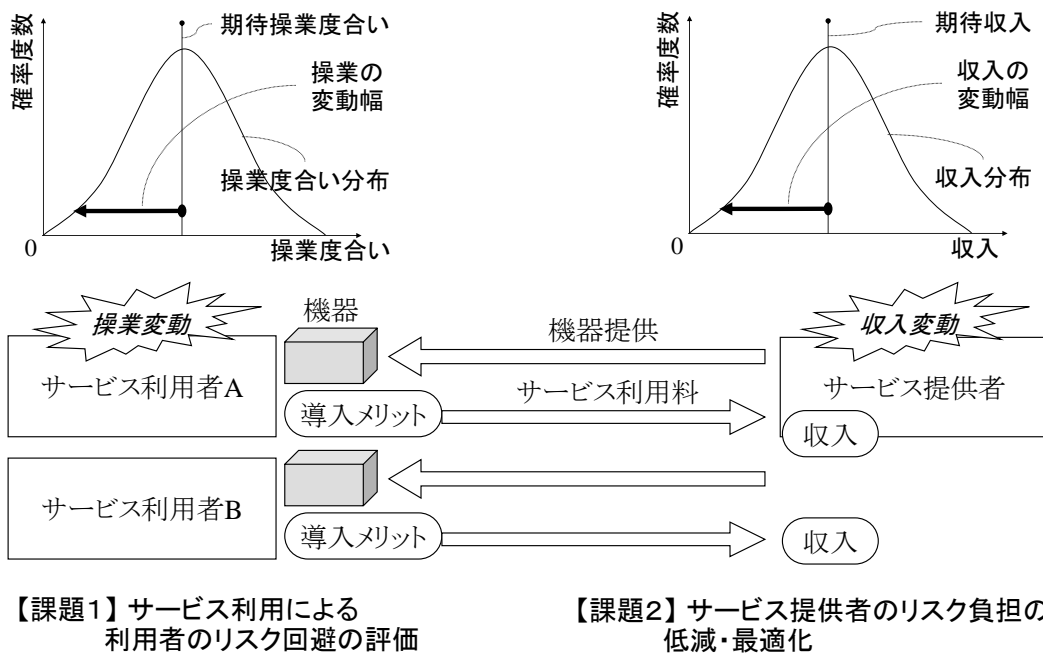 確率度数
期待操業度合い
操業の
変動幅
操業度合い分布
0
操業度合い
確率度数
期待収入
収入の
変動幅
収入分布
0
収入
操業変動
機器
機器提供
収入変動
サービス利用者A
導入メリット
サービス利用料
サービス提供者
収入
サービス利用者B
導入メリット
収入
【課題1】サービス利用による
利用者のリスク回避の評価
【課題2】サービス提供者のリスク負担の
低減・最適化